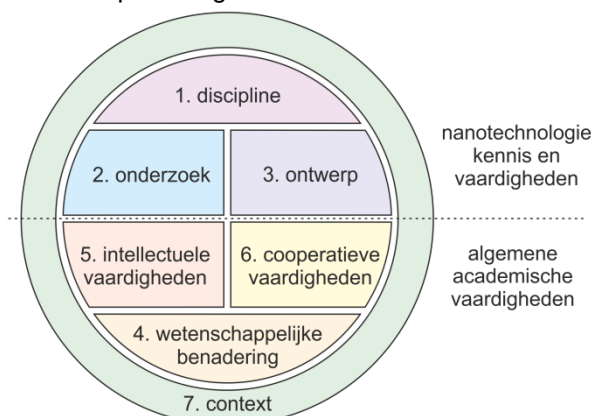 1. discipline
2. onderzoek
3. ontwerp
nanotechnologie
kennis en
vaardigheden
5. intellectuele
vaardigheden
6. cooperatieve
vaardigheden
algemene
academische
vaardigheden
4. wetenschappelijke
benadering
7. context